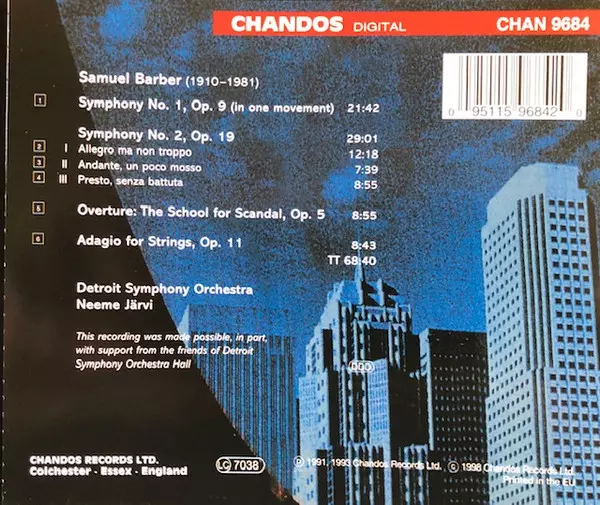 CHANDOS DIGITAL CHAN 9684
Samuel Barber (1910–1981)
1 Symphony No. 1, Op. 9 (in one movement) 21:42
Symphony No. 2, Op. 19 29:01
2 I Allegro ma non troppo 12:18
3 II Andante, un poco mosso 7:39
4 III Presto, senza battuta 8:55
5 Overture: The School for Scandal, Op. 5 8:55
6 Adagio for Strings, Op. 11 8:43
TT 68:40
Detroit Symphony Orchestra
Neeme Järvi
This recording was made possible, in part,
with support from the friends of Detroit
Symphony Orchestra Hall
DDD
0 95115 96842 0
CHANDOS RECORDS LTD.
Colchester · Essex · England
LC 7038
Ⓟ 1991, 1993 Chandos Records Ltd. © 1998 Chandos Records Ltd.
Printed in the EU